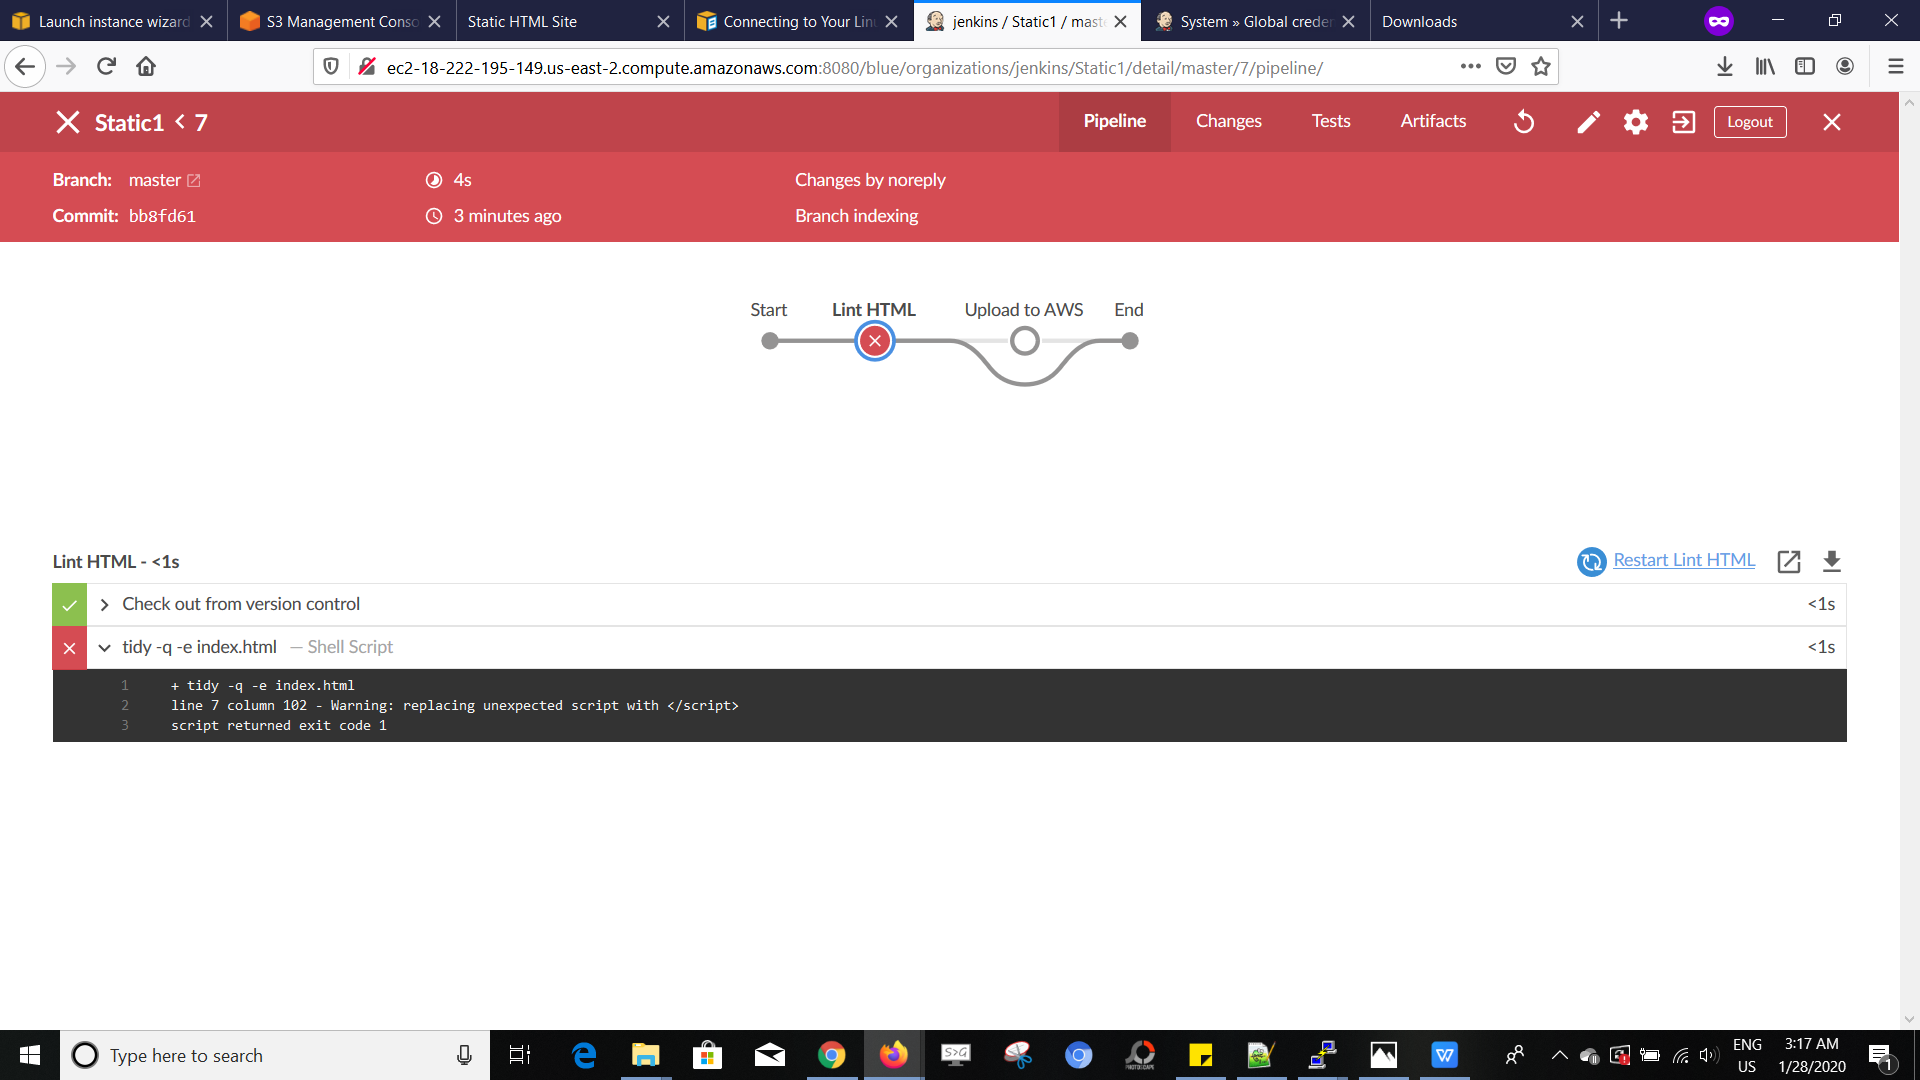 Launch instance wizard
S3 Management Conso
Static HTML Site
Connecting to Your Lin
jenkins / Static1 / maste
System » Global creden
Downloads
ec2-18-222-195-149.us-east-2.compute.amazonaws.com:8080/blue/organizations/jenkins/Static1/detail/master/7/pipeline/
Static1 < 7
Pipeline
Changes
Tests
Artifacts
Logout
Branch: master
4s
Changes by noreply
Commit: bb8fd61
3 minutes ago
Branch indexing
Start
Lint HTML
Upload to AWS
End
Lint HTML - <1s
Restart Lint HTML
Check out from version control
<1s
tidy -q -e index.html — Shell Script
<1s
1 + tidy -q -e index.html
2 line 7 column 102 - Warning: replacing unexpected script with </script>
3 script returned exit code 1
Type here to search
S>G
PHOTOSCAPE
W
ENG
US
3:17 AM
1/28/2020
1